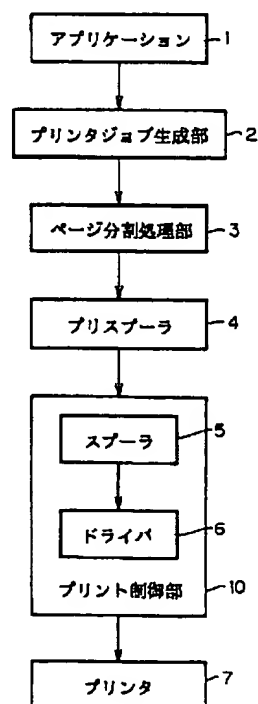 アプリケーション 1
プリンタジョブ生成部 2
ページ分割処理部 3
プリスプーラ 4
スプーラ 5
ドライバ 6
プリント制御部 10
プリンタ 7